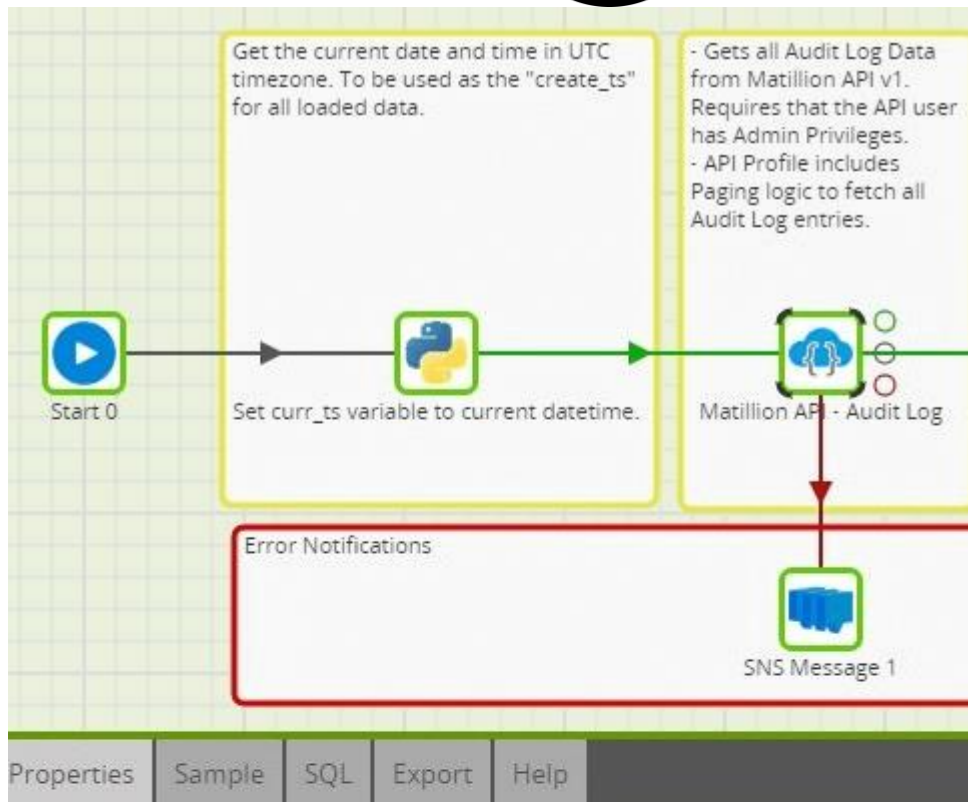 Get the current date and time in UTC
timezone. To be used as the "create_ts"
for all loaded data.
- Gets all Audit Log Data
from Matillion API v1.
Requires that the API user
has Admin Privileges.
- API Profile includes
Paging logic to fetch all
Audit Log entries.
Start 0
Set curr_ts variable to current datetime.
Matillion API - Audit Log
Error Notifications
SNS Message 1
Properties
Sample
SQL
Export
Help